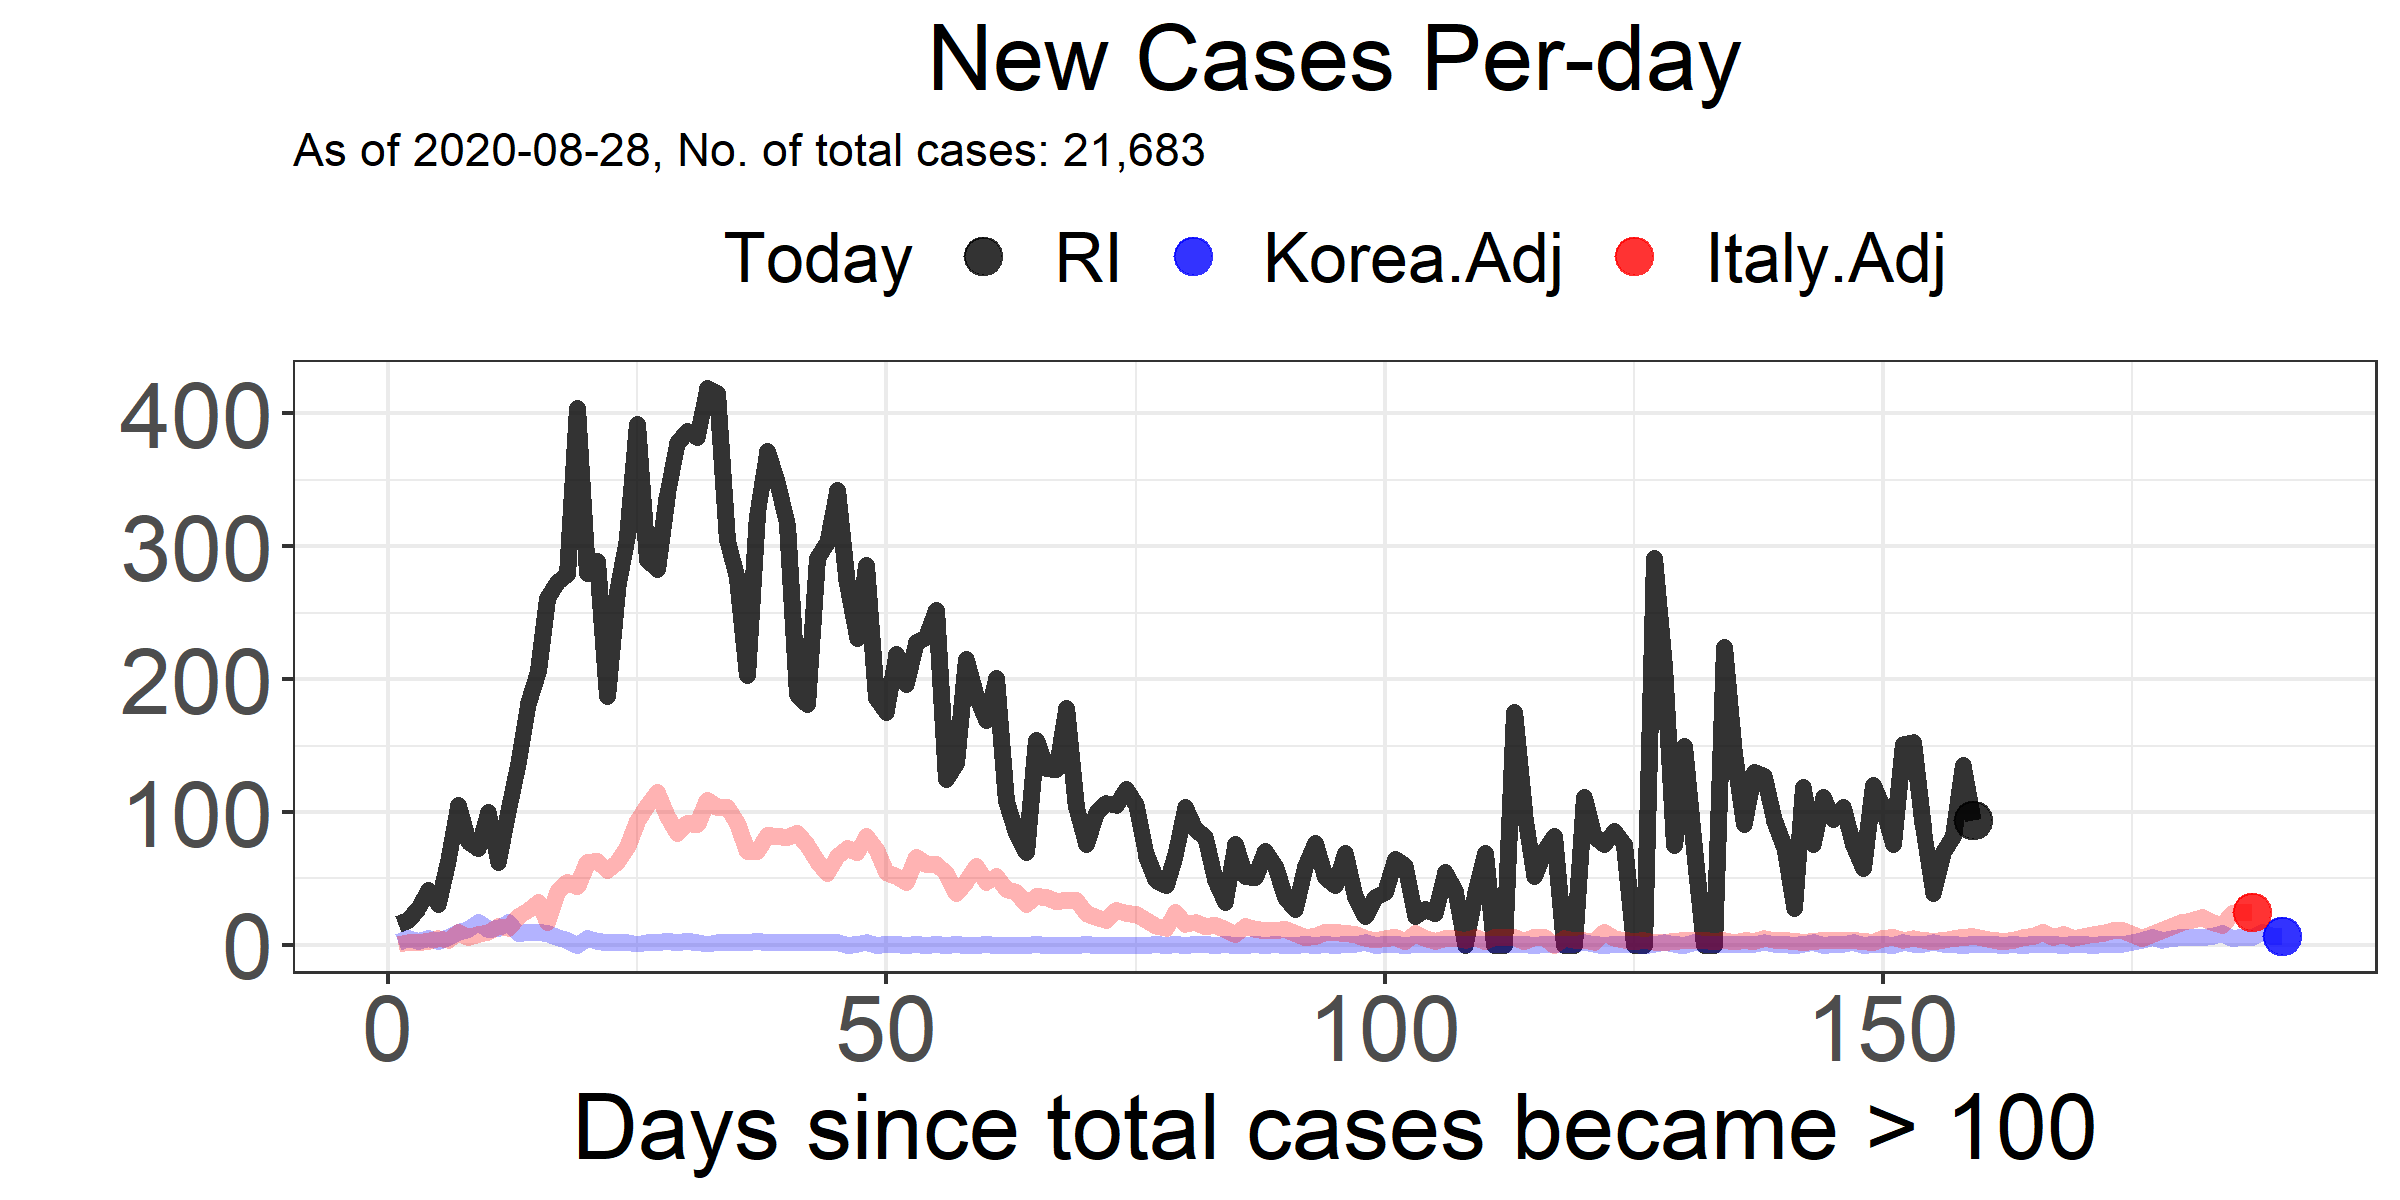 New Cases Per-day
As of 2020-08-28, No. of total cases: 21,683
Today RI Korea.Adj Italy.Adj
400
300
200
100
0
0 50 100 150
Days since total cases became > 100